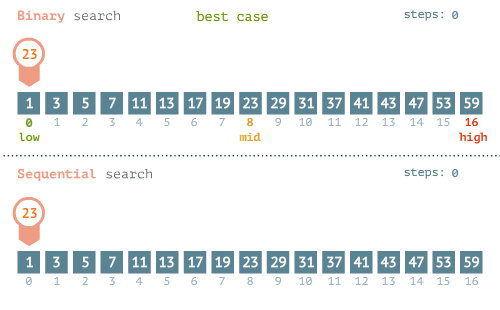 Binary search best case steps: 0
23
1 3 5 7 11 13 17 19 23 29 31 37 41 43 47 53 59
0 1 2 3 4 5 6 7 8 9 10 11 12 13 14 15 16
low mid high
Sequential search steps: 0
23
1 3 5 7 11 13 17 19 23 29 31 37 41 43 47 53 59
0 1 2 3 4 5 6 7 8 9 10 11 12 13 14 15 16